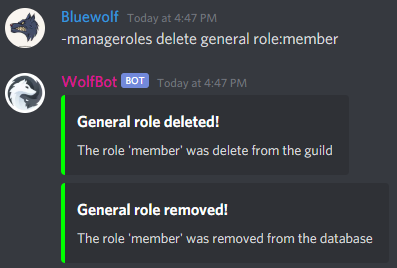 Bluewolf Today at 4:47 PM
-manageroles delete general role:member
WolfBot BOT Today at 4:47 PM
General role deleted!
The role 'member' was delete from the guild
General role removed!
The role 'member' was removed from the database